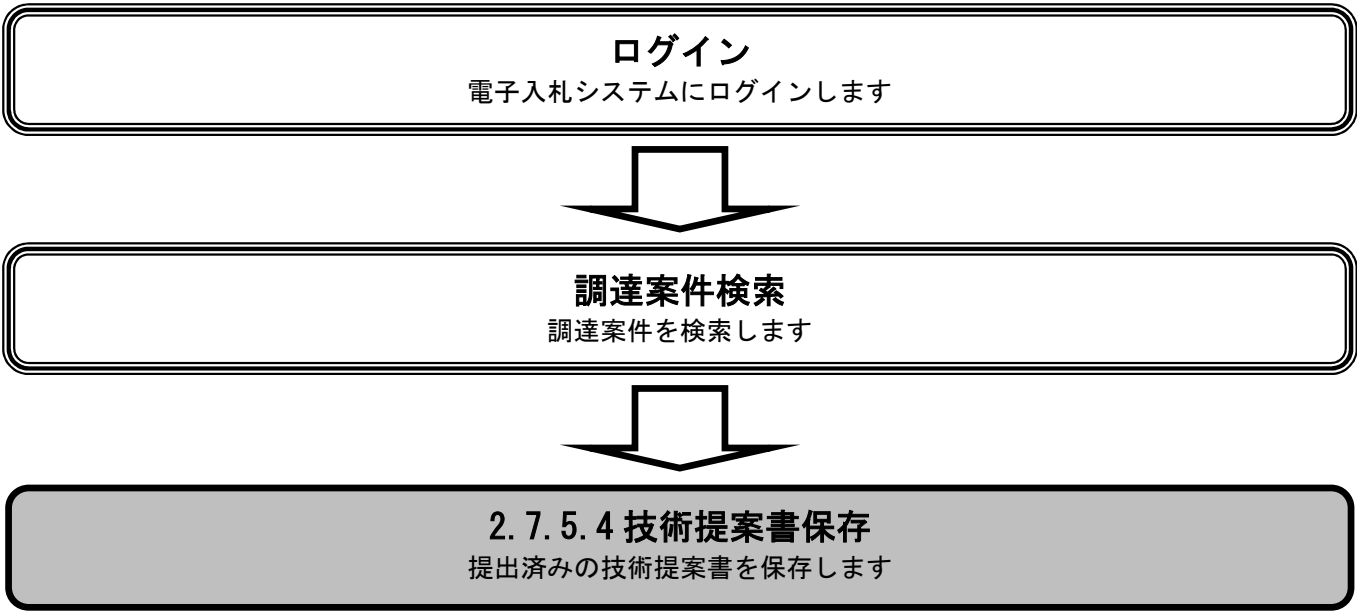 ログイン
電子入札システムにログインします
調達案件検索
調達案件を検索します
2.7.5.4 技術提案書保存
提出済みの技術提案書を保存します